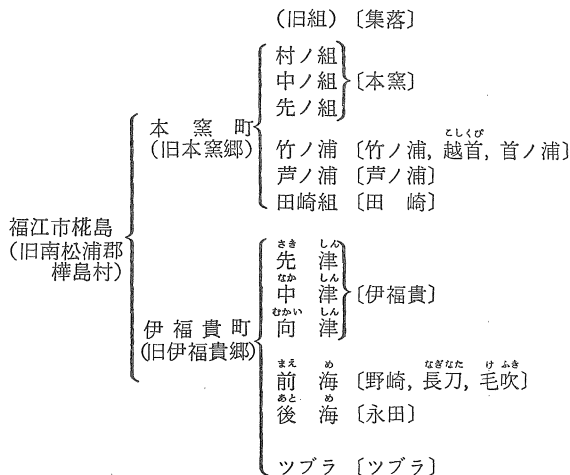 (旧組)〔集落〕
村ノ組
中ノ組〔本窯〕
先ノ組
本窯町
(旧本窯郷)
こしくび
竹ノ浦〔竹ノ浦,越首,首ノ浦〕
芦ノ浦〔芦ノ浦〕
田崎組〔田 崎〕
福江市椛島
(旧南松浦郡
樺島村)
さき しん
先 津
なか しん
中 津〔伊福貴〕
むかい しん
向 津
伊福貴町
(旧伊福貴郷)
まえ め なぎなた け ふき
前 海〔野崎,長刀,毛吹〕
あと め
後 海〔永田〕
ツブラ〔ツブラ〕